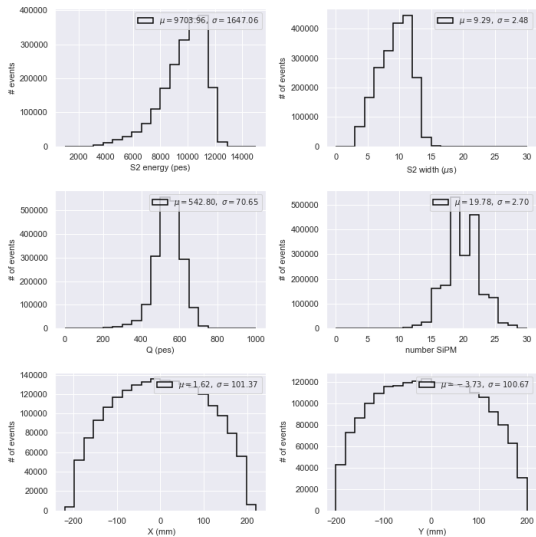 400000
300000
200000
100000
0
# of events
μ = 9703.96, σ = 1647.06
2000 4000 6000 8000 10000 12000 14000
S2 energy (pes)
400000
300000
200000
100000
0
# of events
μ = 9.29, σ = 2.48
0 5 10 15 20 25 30
S2 width (μs)
500000
400000
300000
200000
100000
0
# of events
μ = 542.80, σ = 70.65
0 200 400 600 800 1000
Q (pes)
500000
400000
300000
200000
100000
0
# of events
μ = 19.78, σ = 2.70
0 5 10 15 20 25 30
number SiPM
140000
120000
100000
80000
60000
40000
20000
0
# of events
μ = 1.62, σ = 101.37
−200 −100 0 100 200
X (mm)
120000
100000
80000
60000
40000
20000
0
# of events
μ = −3.73, σ = 100.67
−200 −100 0 100 200
Y (mm)